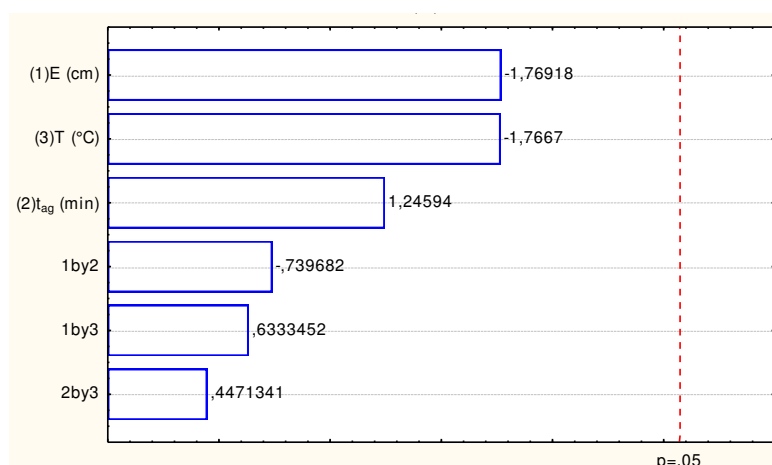 (1)E (cm) -1,76918
(3)T (°C) -1,7667
(2)tag (min) 1,24594
1by2 -,739682
1by3 ,6333452
2by3 ,4471341
p=,05